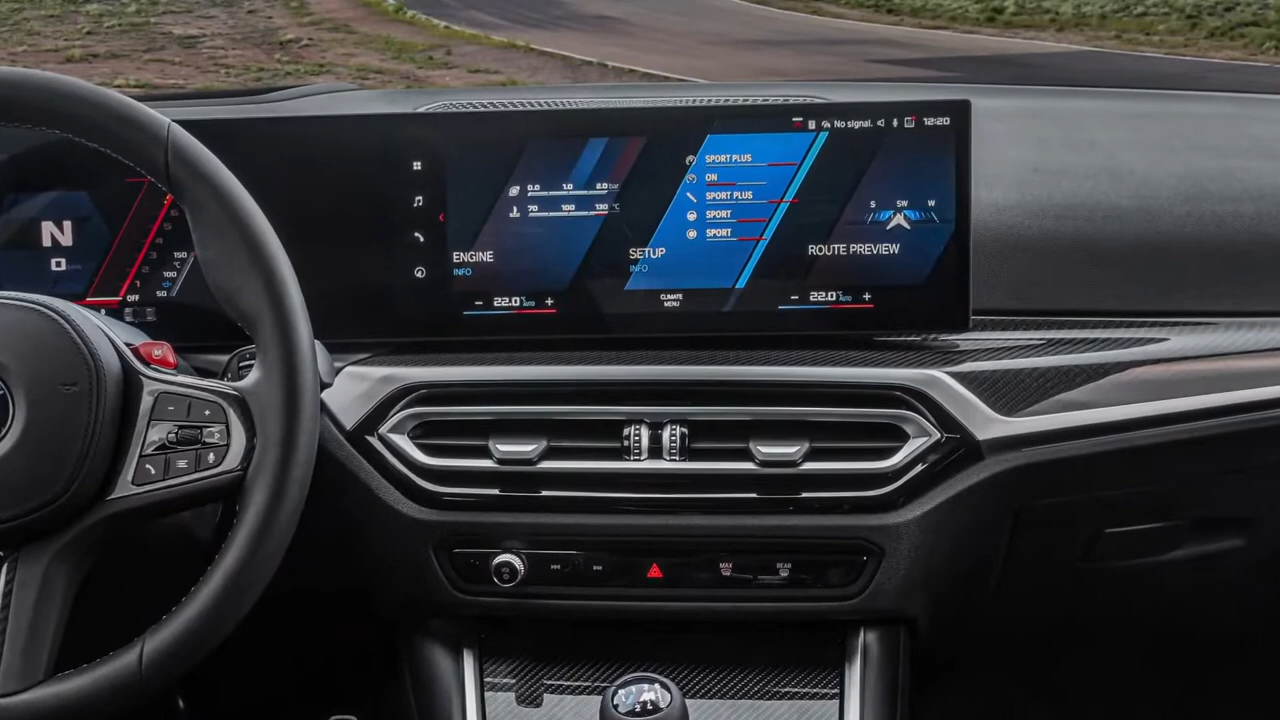 No signal. 12:20
N
0
150
°C
100
50
OFF
0.0 1.0 2.0 bar
70 100 130 °C
ENGINE
INFO
SPORT PLUS
ON
SPORT PLUS
SPORT
SPORT
SETUP
INFO
S SW W
ROUTE PREVIEW
− 22.0°C AUTO +
CLIMATE
MENU
− 22.0°C AUTO +
M
− +
MAX REAR